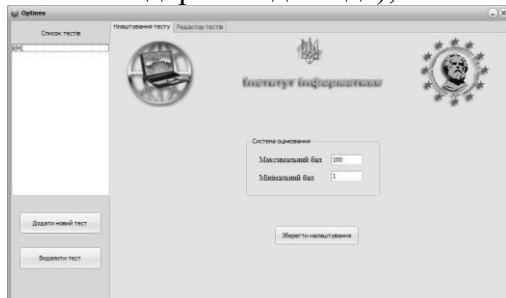 Options
Список тестів
Налаштування тесту
Редактор тестів
КМІ
Інститут інформатики
Система оцінювання
Максимальний бал 100
Мінімальний бал 1
Додати новий тест
Зберегти налаштування
Видалити тест